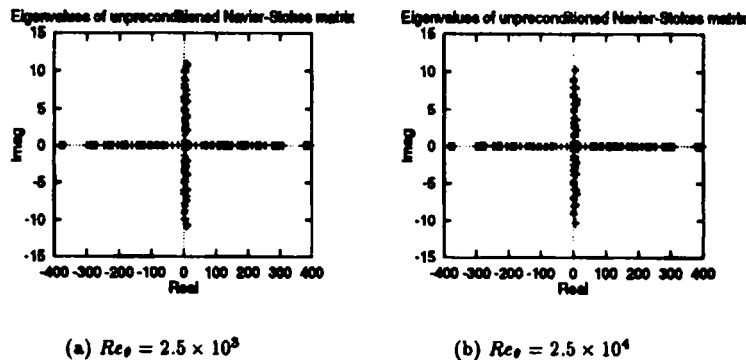 Eigenvalues of unpreconditioned Navier-Stokes matrix
15
10
5
0
-5
-10
-15
Imag
-400 -300 -200 -100 0 100 200 300 400
Real
(a) Re_θ = 2.5 × 10^3
Eigenvalues of unpreconditioned Navier-Stokes matrix
15
10
5
0
-5
-10
-15
Imag
-400 -300 -200 -100 0 100 200 300 400
Real
(b) Re_θ = 2.5 × 10^4